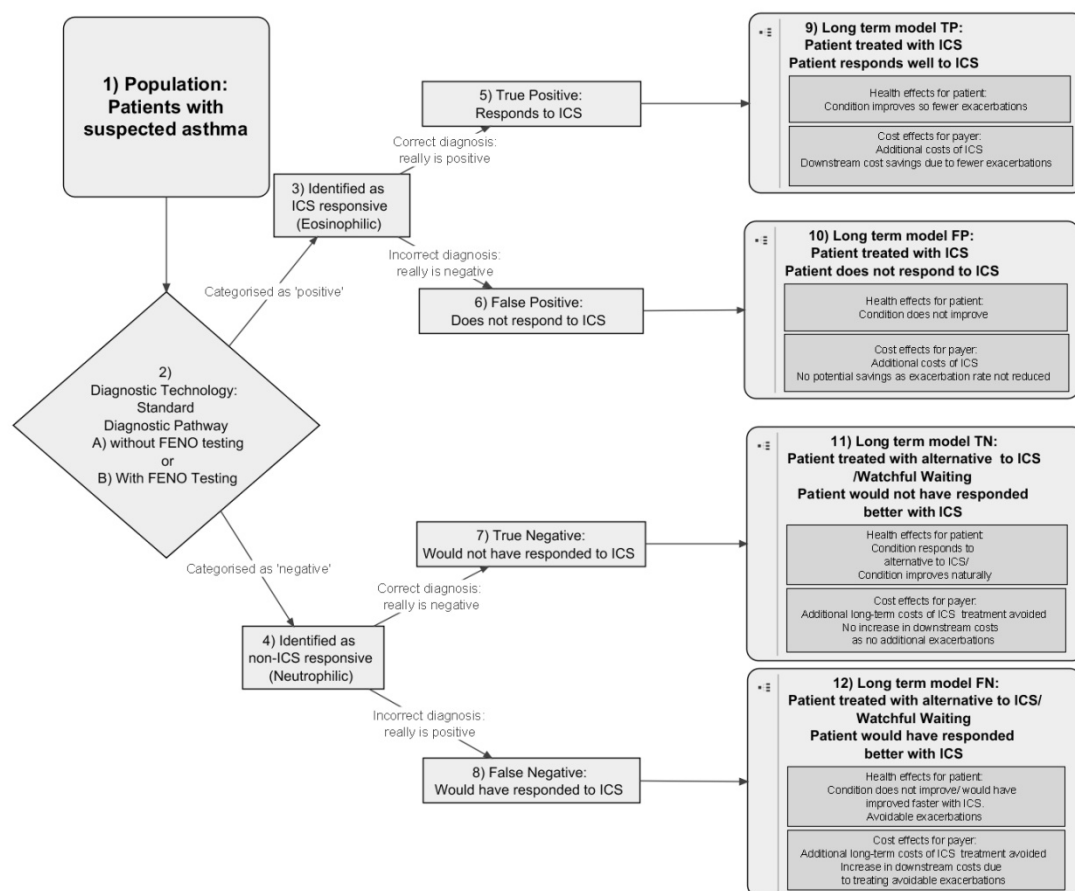 1) Population:
Patients with
suspected asthma
2)
Diagnostic Technology:
Standard
Diagnostic Pathway
A) without FENO testing
or
B) With FENO Testing
Categorised as 'positive'
Categorised as 'negative'
3) Identified as
ICS responsive
(Eosinophilic)
4) Identified as
non-ICS responsive
(Neutrophilic)
Correct diagnosis:
really is positive
Incorrect diagnosis:
really is negative
Correct diagnosis:
really is negative
Incorrect diagnosis:
really is positive
5) True Positive:
Responds to ICS
6) False Positive:
Does not respond to ICS
7) True Negative:
Would not have responded to ICS
8) False Negative:
Would have responded to ICS
9) Long term model TP:
Patient treated with ICS
Patient responds well to ICS
Health effects for patient:
Condition improves so fewer exacerbations
Cost effects for payer:
Additional costs of ICS
Downstream cost savings due to fewer exacerbations
10) Long term model FP:
Patient treated with ICS
Patient does not respond to ICS
Health effects for patient:
Condition does not improve
Cost effects for payer:
Additional costs of ICS
No potential savings as exacerbation rate not reduced
11) Long term model TN:
Patient treated with alternative to ICS
/Watchful Waiting
Patient would not have responded
better with ICS
Health effects for patient:
Condition responds to
alternative to ICS/
Condition improves naturally
Cost effects for payer:
Additional long-term costs of ICS treatment avoided
No increase in downstream costs
as no additional exacerbations
12) Long term model FN:
Patient treated with alternative to ICS/
Watchful Waiting
Patient would have responded
better with ICS
Health effects for patient:
Condition does not improve/ would have
improved faster with ICS.
Avoidable exacerbations
Cost effects for payer:
Additional long-term costs of ICS treatment avoided
Increase in downstream costs due
to treating avoidable exacerbations